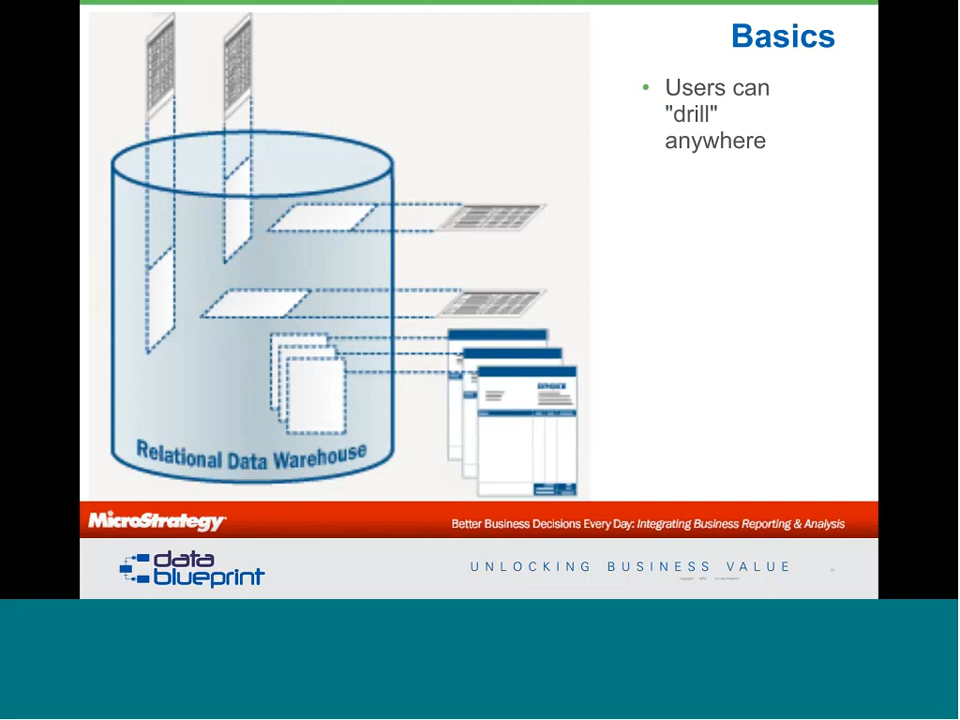 Basics
• Users can
"drill"
anywhere
INVOICE
Relational Data Warehouse
MicroStrategy
Better Business Decisions Every Day: Integrating Business Reporting & Analysis
data
blueprint
UNLOCKING BUSINESS VALUE